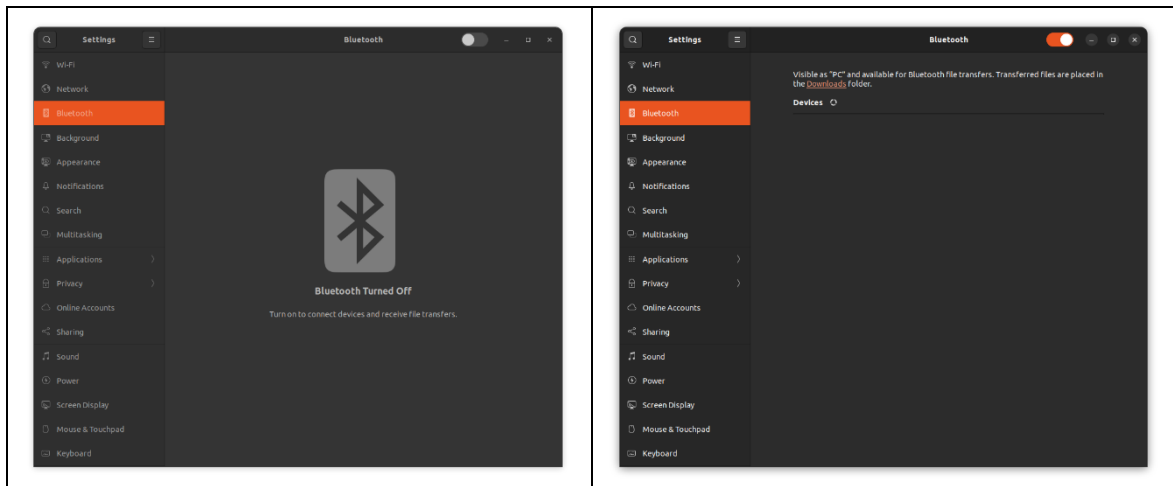 Settings
Bluetooth
Wi-Fi
Network
Bluetooth
Background
Appearance
Notifications
Search
Multitasking
Applications
Privacy
Online Accounts
Sharing
Sound
Power
Screen Display
Mouse & Touchpad
Keyboard
Bluetooth Turned Off
Turn on to connect devices and receive file transfers.
Settings
Bluetooth
Wi-Fi
Network
Bluetooth
Background
Appearance
Notifications
Search
Multitasking
Applications
Privacy
Online Accounts
Sharing
Sound
Power
Screen Display
Mouse & Touchpad
Keyboard
Visible as "PC" and available for Bluetooth file transfers. Transferred files are placed in
the Downloads folder.
Devices